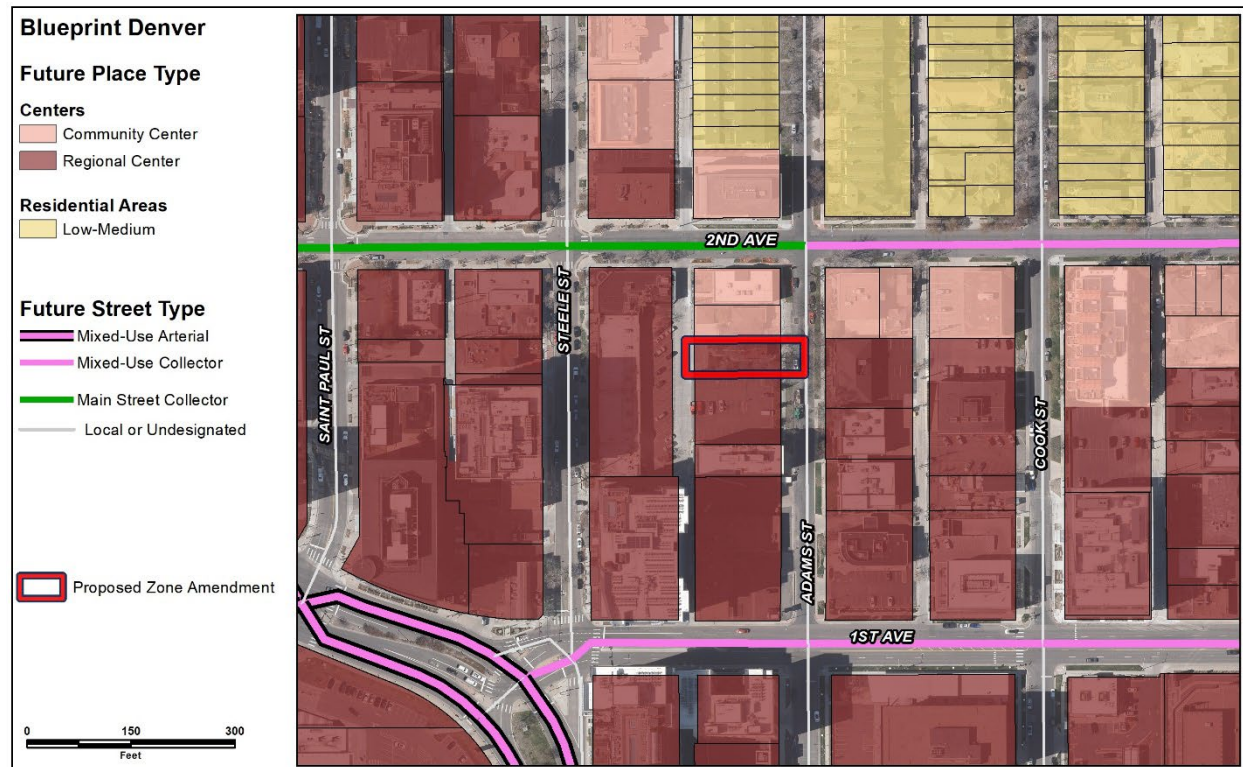 Blueprint Denver
Future Place Type
Centers
Community Center
Regional Center
Residential Areas
Low-Medium
Future Street Type
Mixed-Use Arterial
Mixed-Use Collector
Main Street Collector
Local or Undesignated
Proposed Zone Amendment
0 150 300
Feet
2ND AVE
SAINT PAUL ST
STEELE ST
ADAMS ST
COOK ST
1ST AVE